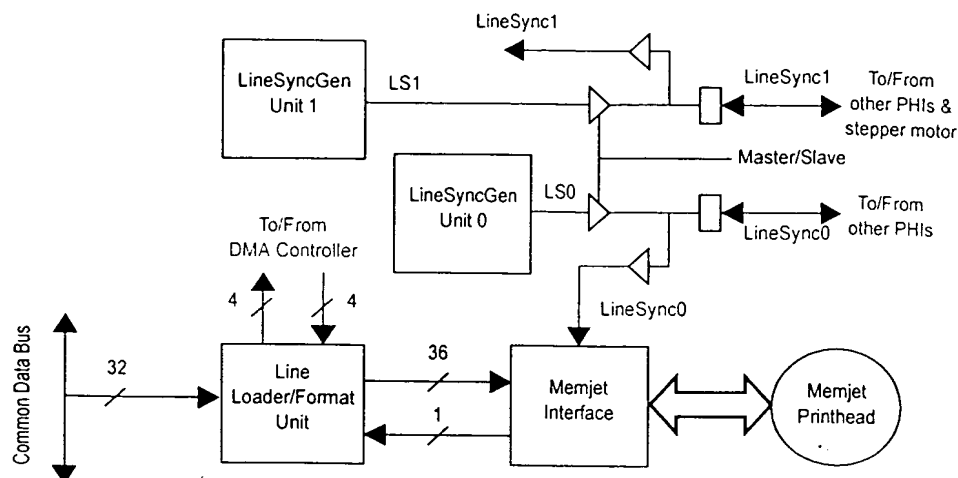 LineSync1
LineSyncGen
Unit 1
LS1
LineSync1
To/From
other PHIs &
stepper motor
Master/Slave
LineSyncGen
Unit 0
LS0
LineSync0
To/From
other PHIs
To/From
DMA Controller
4
4
LineSync0
Common Data Bus
32
Line
Loader/Format
Unit
36
1
Memjet
Interface
Memjet
Printhead